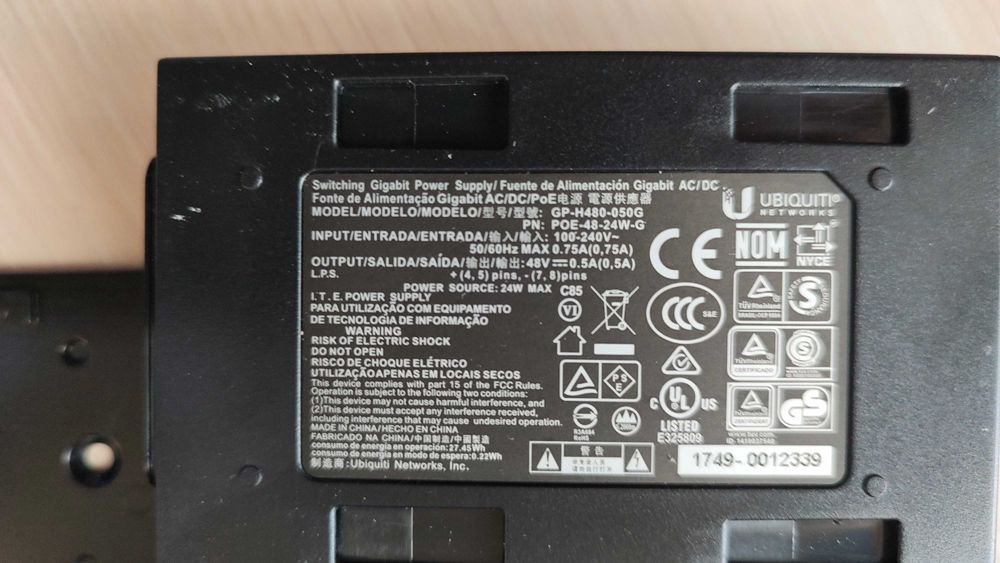 Switching Gigabit Power Supply/ Fuente de Alimentación Gigabit AC/DC
Fonte de Alimentação Gigabit AC/DC/PoE电源 電源供應器
MODEL/MODELO/MODELO/型号/型號: GP-H480-050G
PN: POE-48-24W-G
INPUT/ENTRADA/ENTRADA/输入/輸入: 100-240V~
50/60Hz MAX 0.75A(0,75A)
OUTPUT/SALIDA/SAÍDA/输出/輸出: 48V⎓0.5A(0,5A)
L.P.S. +(4, 5) pins, -(7, 8)pins
POWER SOURCE: 24W MAX C85
I.T.E. POWER SUPPLY
PARA UTILIZAÇÃO COM EQUIPAMENTO
DE TECNOLOGIA DE INFORMAÇÃO
WARNING
RISK OF ELECTRIC SHOCK
DO NOT OPEN
RISCO DE CHOQUE ELÉTRICO
UTILIZAÇÃO APENAS EM LOCAIS SECOS
This device complies with part 15 of the FCC Rules.
Operation is subject to the following two conditions:
(1)This device may not cause harmful interference, and
(2)This device must accept any interference received,
including interference that may cause undesired operation.
MADE IN CHINA/HECHO EN CHINA
FABRICADO NA CHINA/中国制造/中國製造
consumo de energía en operación: 27.45Wh
consumo de energía en modo de espera:0.22Wh
制造商:Ubiquiti Networks, Inc.
UBIQUITI®
NETWORKS
CE
NOM
NYCE
VI
CCC
S&E
TÜVRheinland
S
CERTIFICADO
S
GS
PSE
RoHS
C UL US
LISTED
E325809
警告
1749-0012339